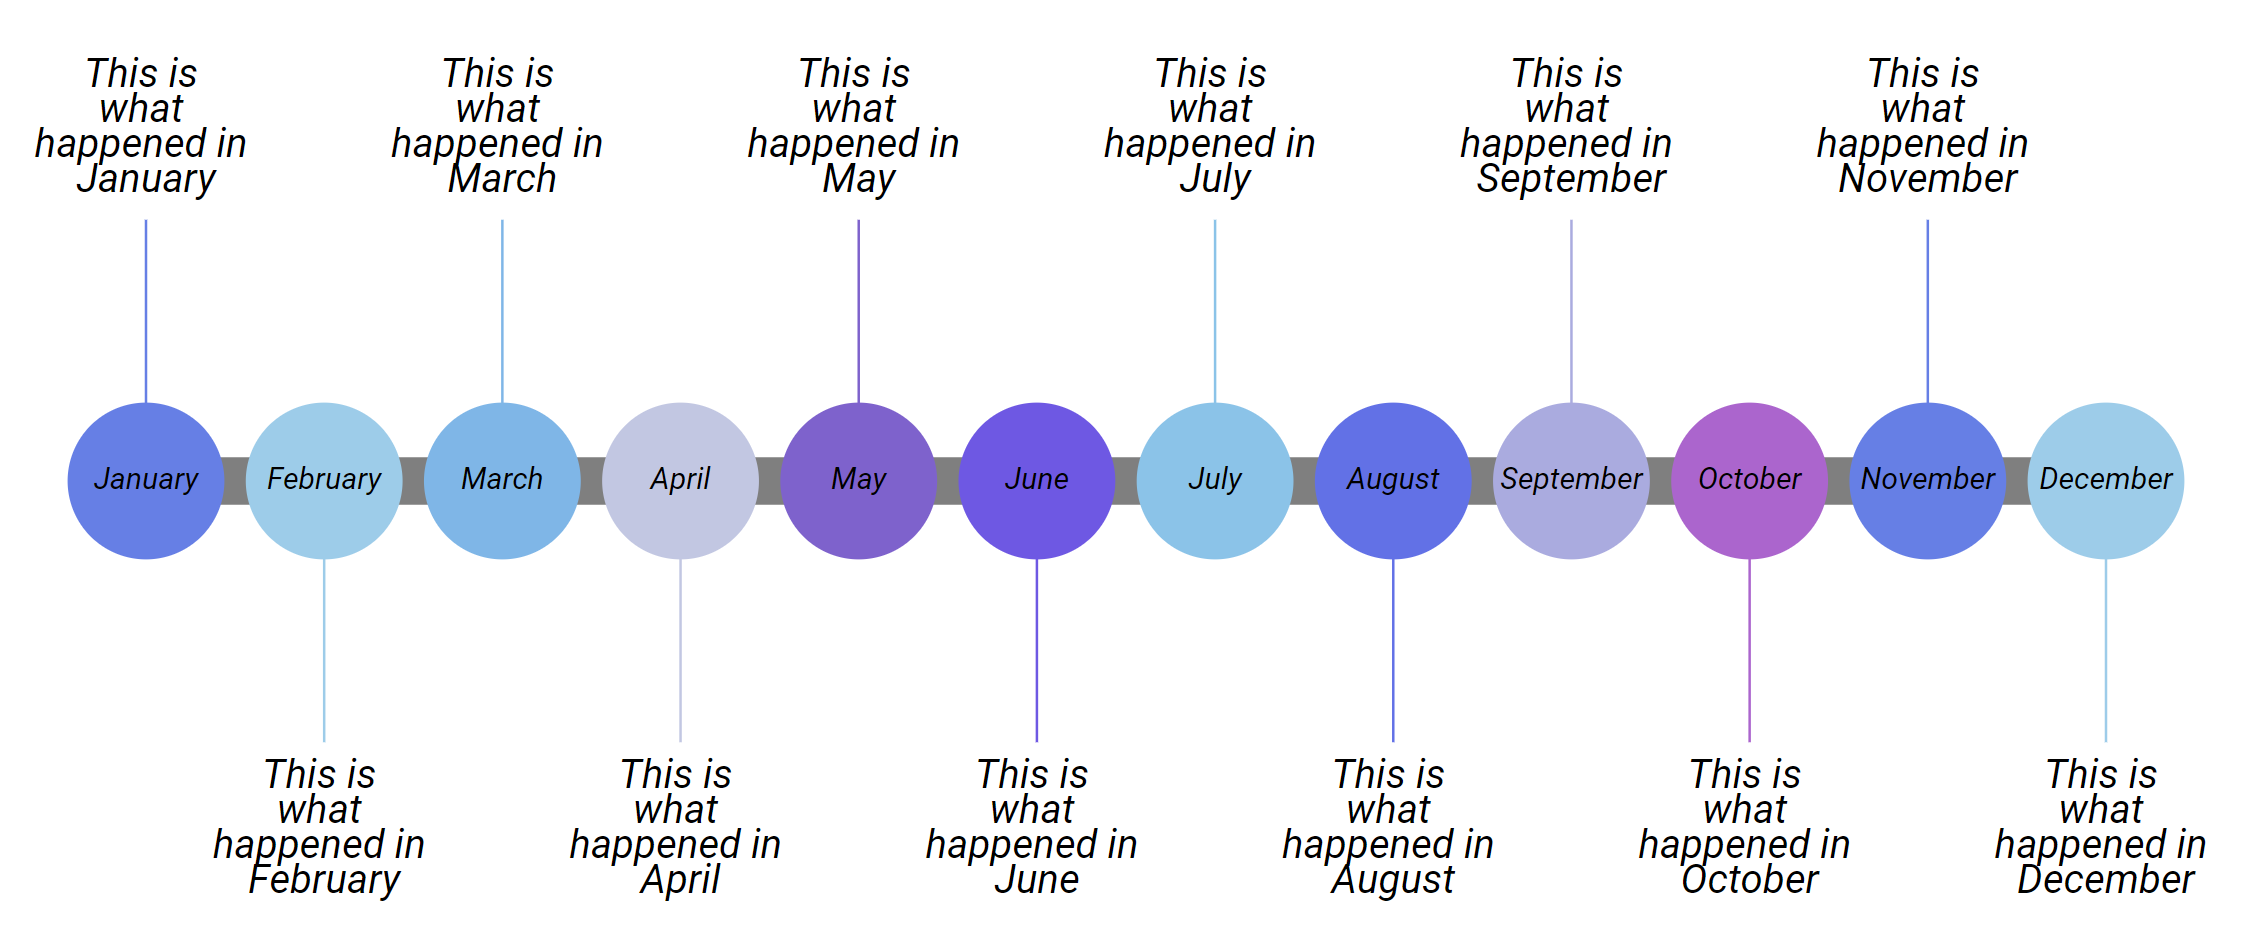 This is
what
happened in
January
This is
what
happened in
March
This is
what
happened in
May
This is
what
happened in
July
This is
what
happened in
September
This is
what
happened in
November
January
February
March
April
May
June
July
August
September
October
November
December
This is
what
happened in
February
This is
what
happened in
April
This is
what
happened in
June
This is
what
happened in
August
This is
what
happened in
October
This is
what
happened in
December